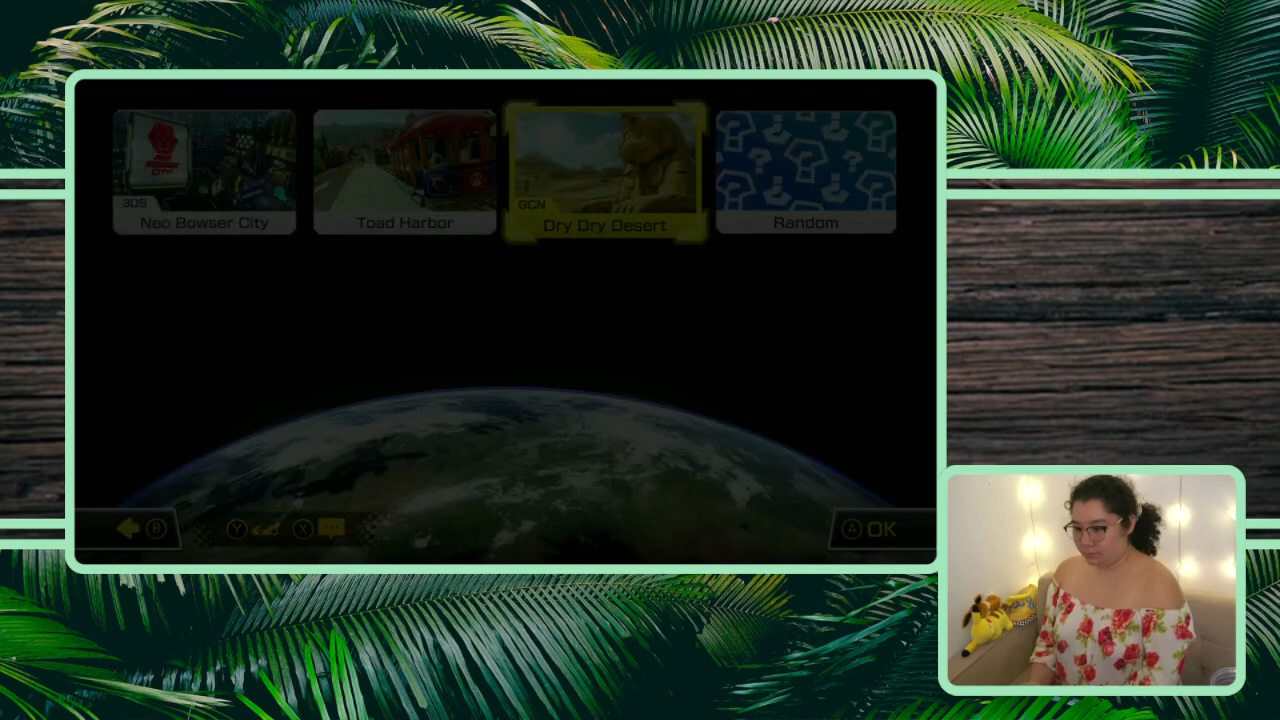 3DS
Neo Bowser City
Toad Harbor
GCN
Dry Dry Desert
Random
B
Y
X
A OK